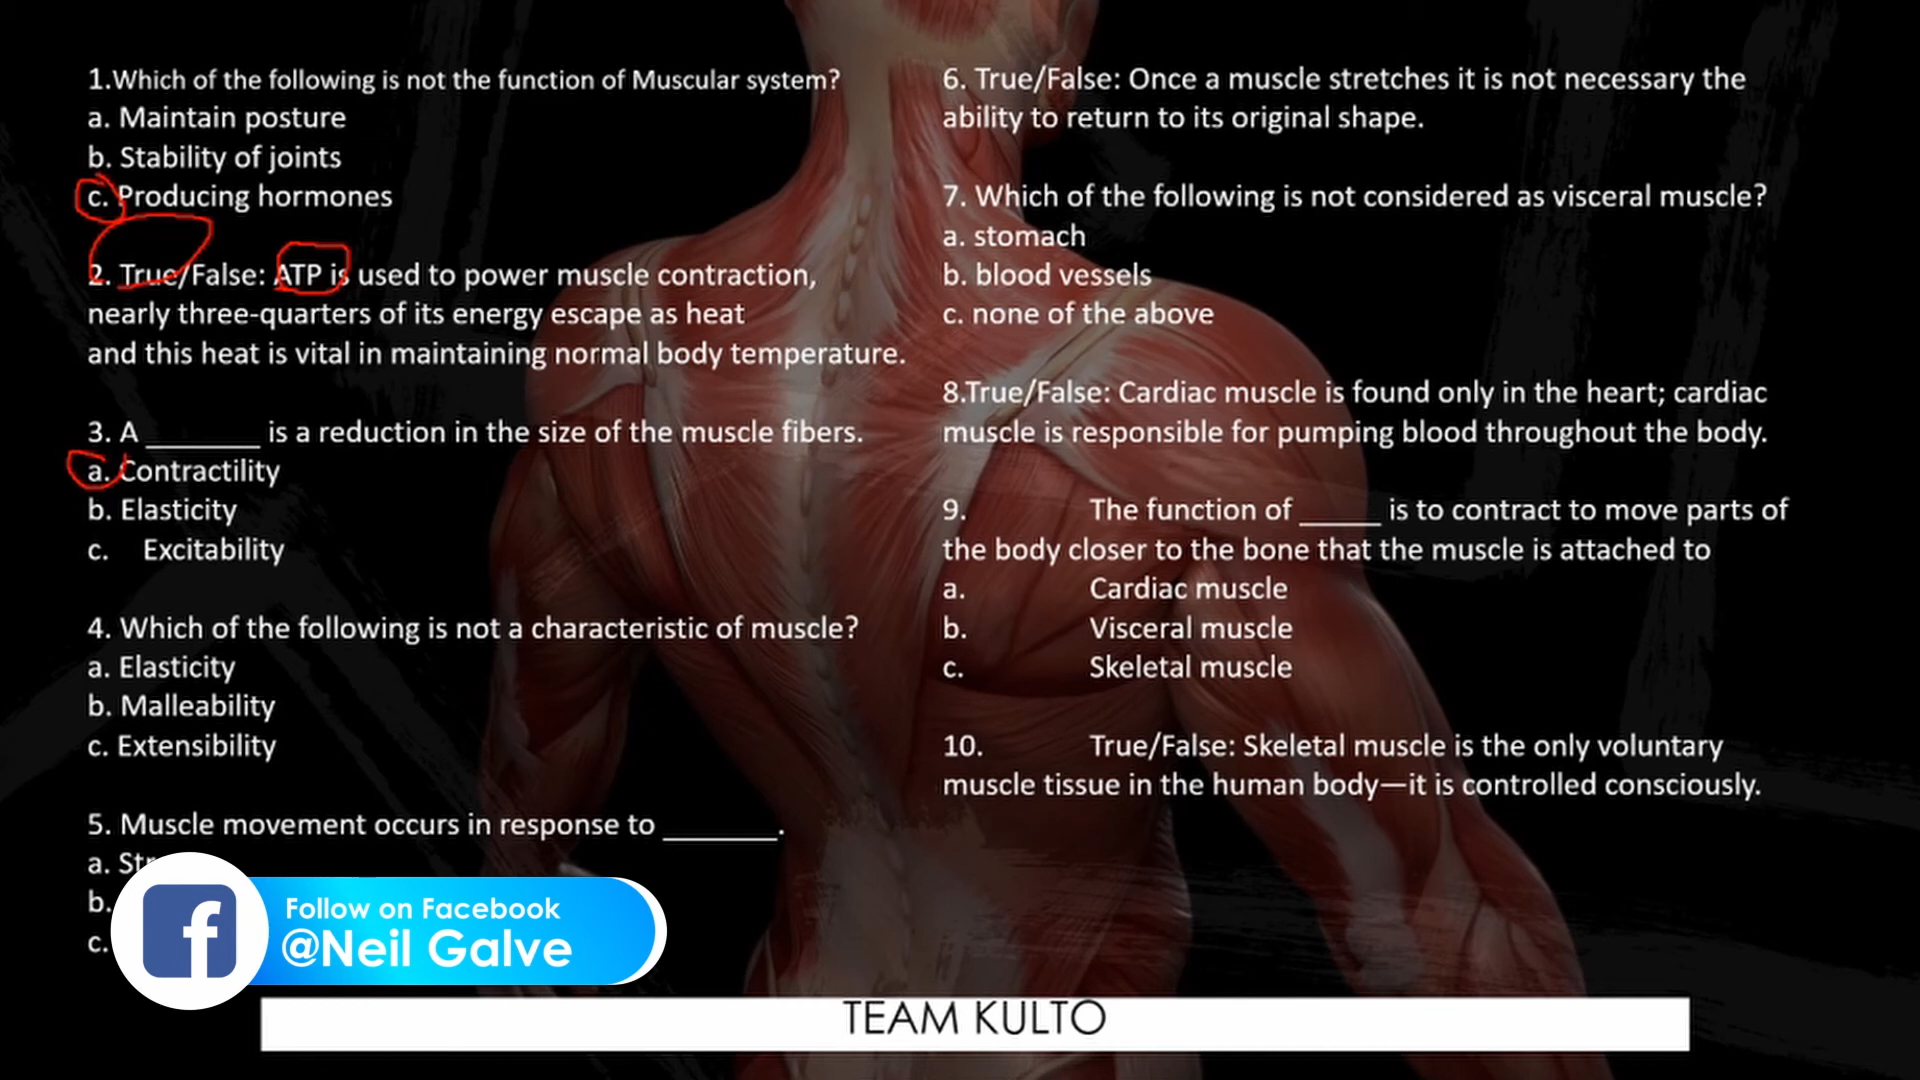 1.Which of the following is not the function of Muscular system?
a. Maintain posture
b. Stability of joints
c. Producing hormones
2. True/False: ATP is used to power muscle contraction,
nearly three-quarters of its energy escape as heat
and this heat is vital in maintaining normal body temperature.
3. A _______ is a reduction in the size of the muscle fibers.
a. Contractility
b. Elasticity
c. Excitability
4. Which of the following is not a characteristic of muscle?
a. Elasticity
b. Malleability
c. Extensibility
5. Muscle movement occurs in response to _______.
a.
b.
c.
6. True/False: Once a muscle stretches it is not necessary the
ability to return to its original shape.
7. Which of the following is not considered as visceral muscle?
a. stomach
b. blood vessels
c. none of the above
8.True/False: Cardiac muscle is found only in the heart; cardiac
muscle is responsible for pumping blood throughout the body.
9. The function of _____ is to contract to move parts of
the body closer to the bone that the muscle is attached to
a. Cardiac muscle
b. Visceral muscle
c. Skeletal muscle
10. True/False: Skeletal muscle is the only voluntary
muscle tissue in the human body—it is controlled consciously.
f
Follow on Facebook
@Neil Galve
TEAM KULTO